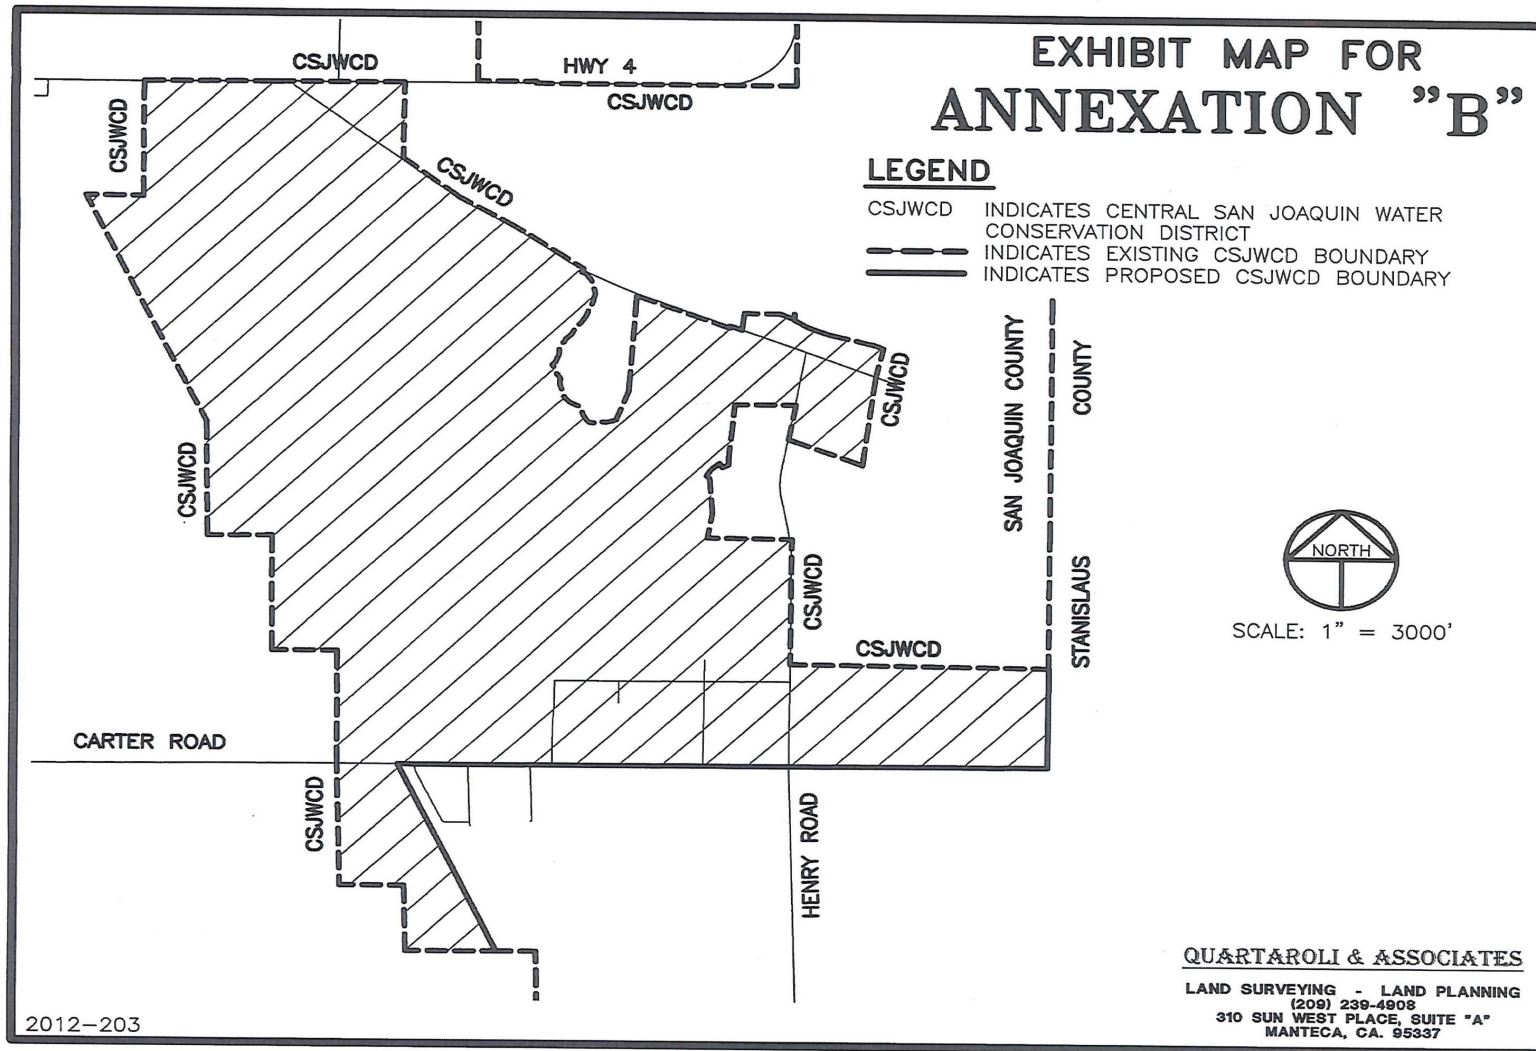 EXHIBIT MAP FOR
ANNEXATION "B"
LEGEND
CSJWCD INDICATES CENTRAL SAN JOAQUIN WATER
CONSERVATION DISTRICT
INDICATES EXISTING CSJWCD BOUNDARY
INDICATES PROPOSED CSJWCD BOUNDARY
CSJWCD
HWY 4
CSJWCD
CSJWCD
CSJWCD
CSJWCD
SAN JOAQUIN COUNTY
COUNTY
CSJWCD
NORTH
SCALE: 1" = 3000'
CSJWCD
STANISLAUS
CSJWCD
CARTER ROAD
CSJWCD
HENRY ROAD
QUARTAROLI & ASSOCIATES
LAND SURVEYING - LAND PLANNING
(209) 239-4908
310 SUN WEST PLACE, SUITE "A"
MANTECA, CA. 95337
2012-203